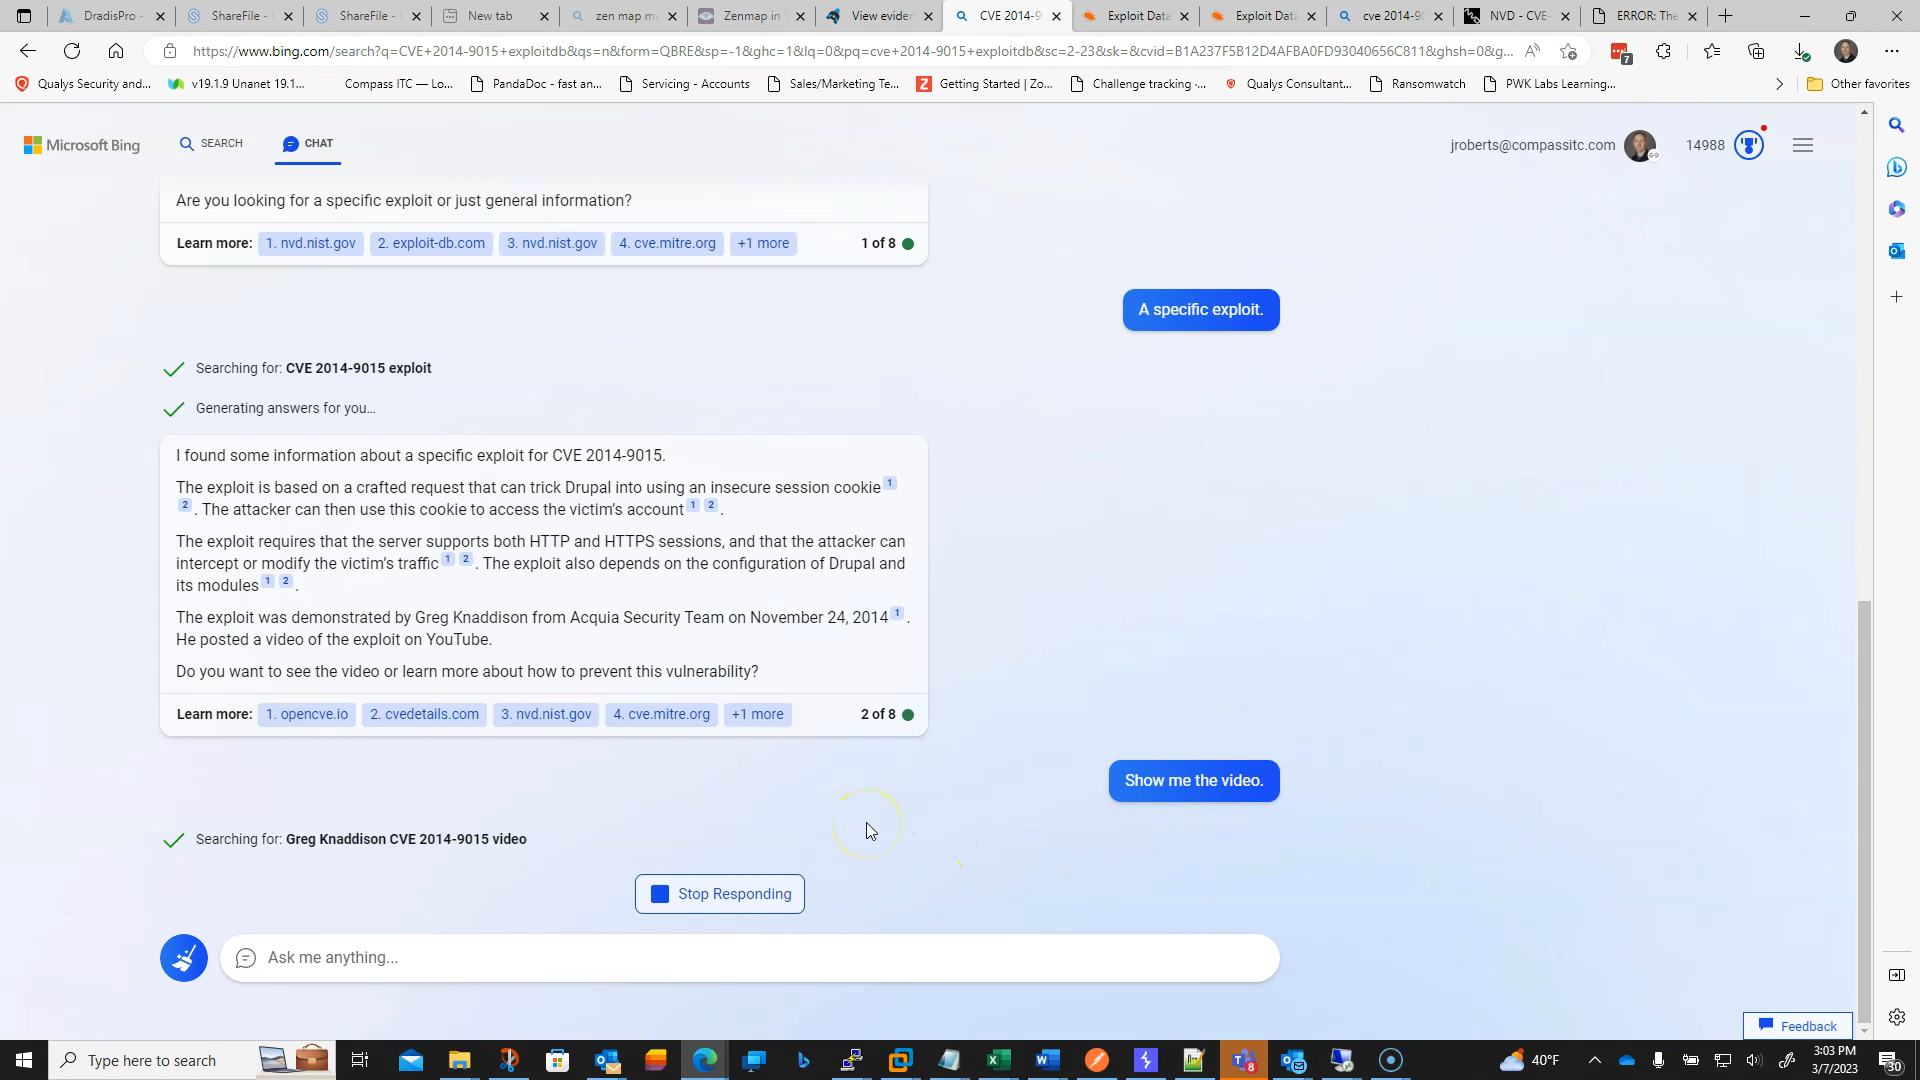 DradisPro -
ShareFile -
ShareFile -
New tab
zen map m
Zenmap in
View eviden
CVE 2014-9
Exploit Data
Exploit Data
cve 2014-90
NVD - CVE-
ERROR: The
https://www.bing.com/search?q=CVE+2014-9015+exploitdb&qs=n&form=QBRE&sp=-1&ghc=1&lq=0&pq=cve+2014-9015+exploitdb&sc=2-23&sk=&cvid=B1A237F5B12D4AFBA0FD93040656C811&ghsh=0&g...
7
Qualys Security and...
v19.1.9 Unanet 19.1...
Compass ITC — Lo...
PandaDoc - fast an...
Servicing - Accounts
Sales/Marketing Te...
Getting Started | Zo...
Challenge tracking -...
Qualys Consultant...
Ransomwatch
PWK Labs Learning...
Other favorites
Microsoft Bing
SEARCH
CHAT
jroberts@compassitc.com
14988
Are you looking for a specific exploit or just general information?
Learn more: 1. nvd.nist.gov 2. exploit-db.com 3. nvd.nist.gov 4. cve.mitre.org +1 more 1 of 8
A specific exploit.
Searching for: CVE 2014-9015 exploit
Generating answers for you...
I found some information about a specific exploit for CVE 2014-9015.
The exploit is based on a crafted request that can trick Drupal into using an insecure session cookie 1
2 . The attacker can then use this cookie to access the victim's account 1 2 .
The exploit requires that the server supports both HTTP and HTTPS sessions, and that the attacker can
intercept or modify the victim's traffic 1 2 . The exploit also depends on the configuration of Drupal and
its modules 1 2 .
The exploit was demonstrated by Greg Knaddison from Acquia Security Team on November 24, 2014 1 .
He posted a video of the exploit on YouTube.
Do you want to see the video or learn more about how to prevent this vulnerability?
Learn more: 1. opencve.io 2. cvedetails.com 3. nvd.nist.gov 4. cve.mitre.org +1 more 2 of 8
Show me the video.
Searching for: Greg Knaddison CVE 2014-9015 video
Stop Responding
Ask me anything...
Feedback
Type here to search
8
40°F
3:03 PM
3/7/2023
30